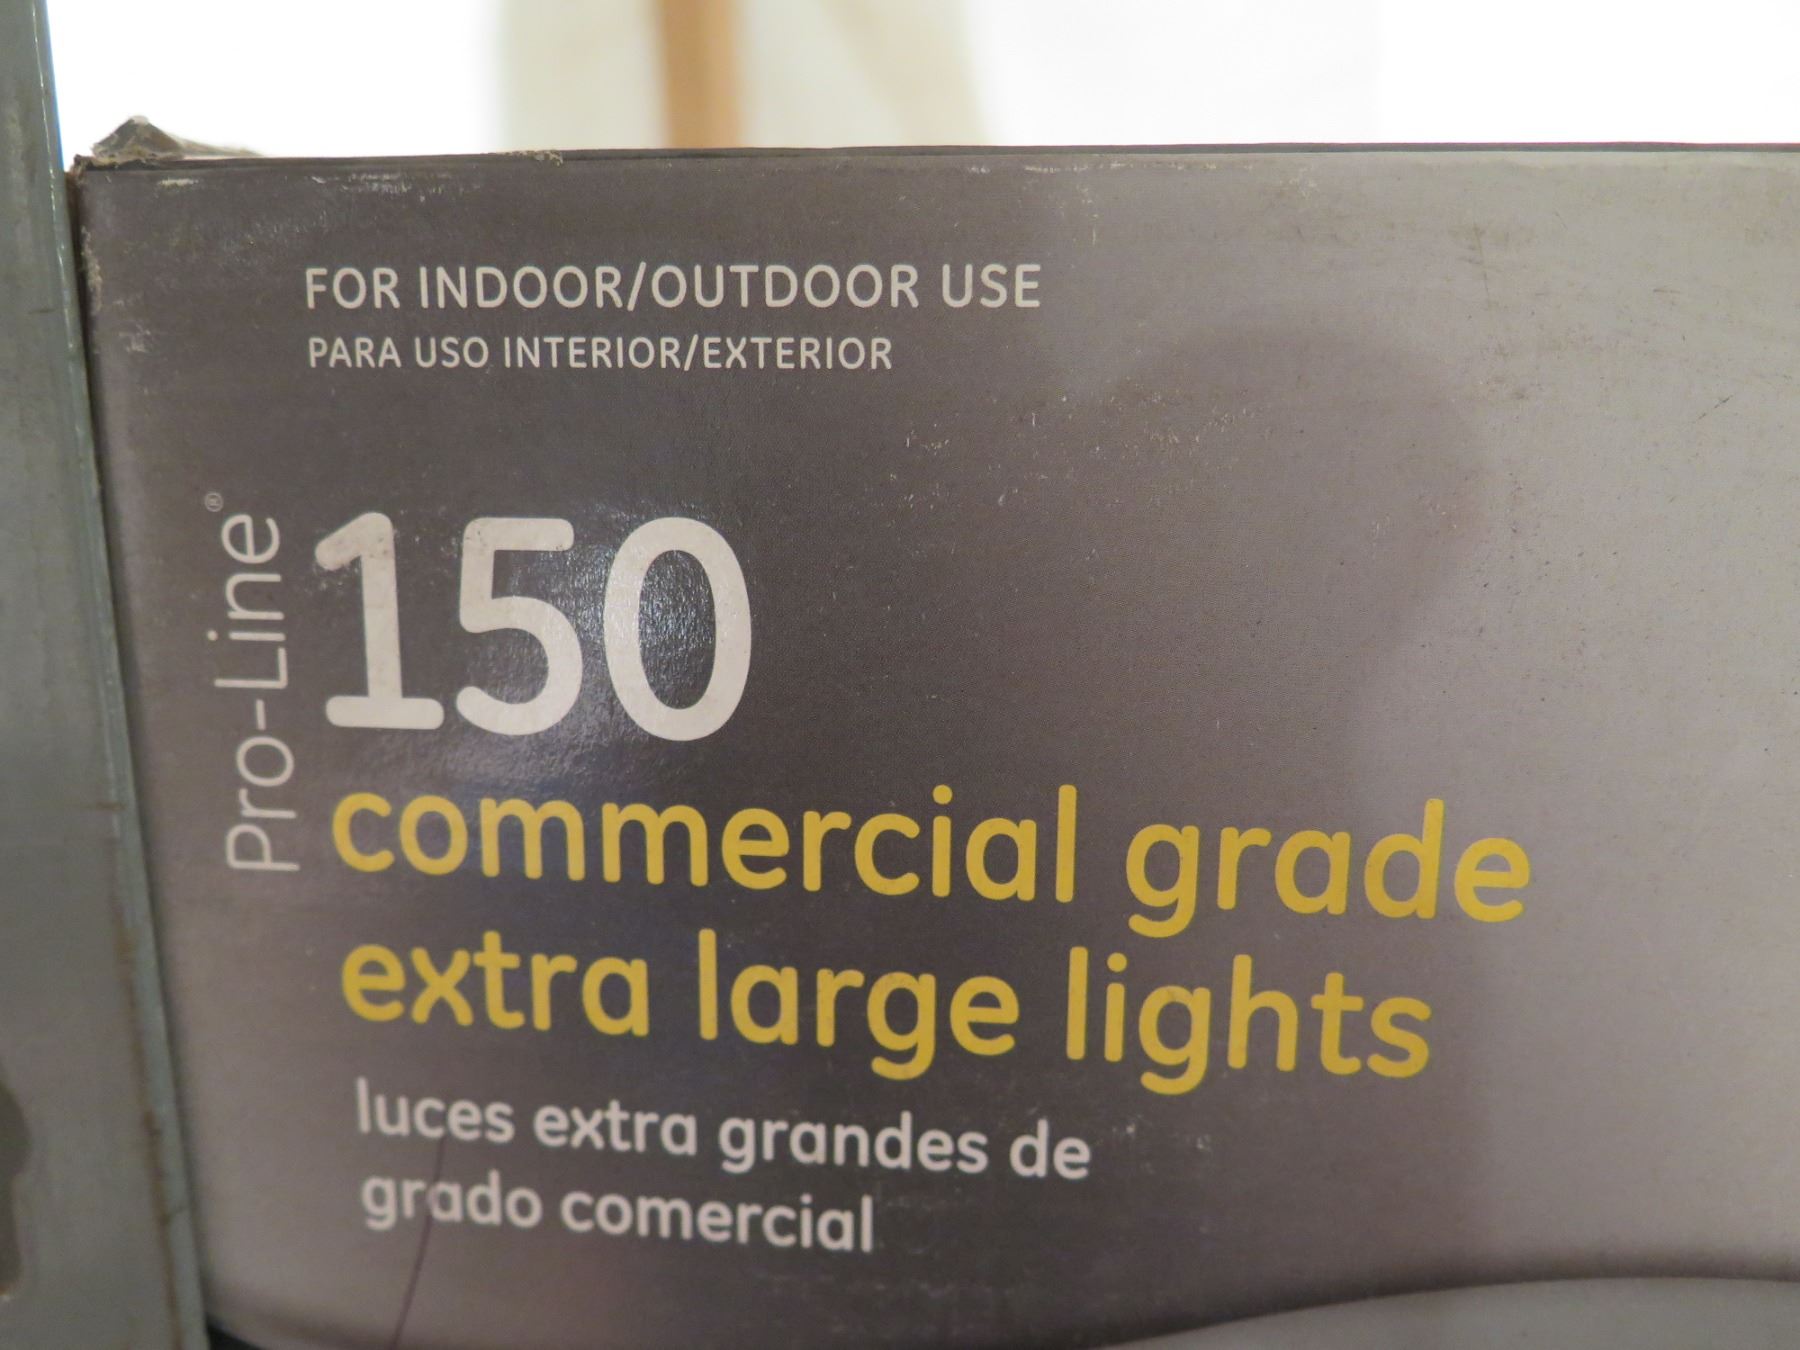 FOR INDOOR/OUTDOOR USE
PARA USO INTERIOR/EXTERIOR
Pro-Line®
150
commercial grade
extra large lights
luces extra grandes de
grado comercial